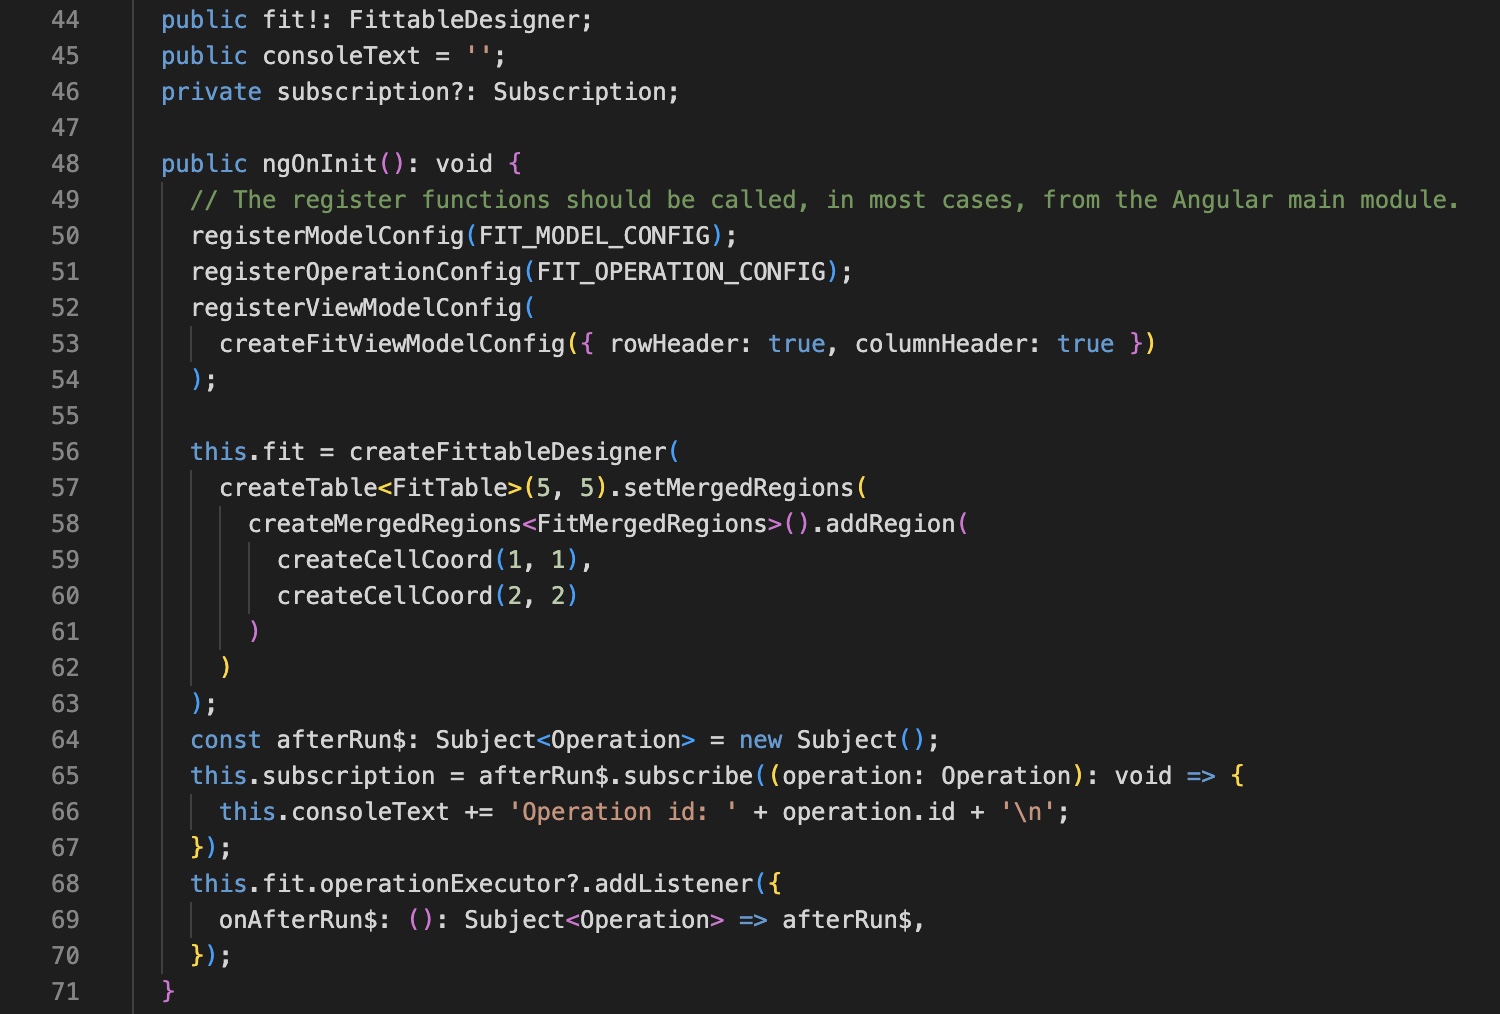 44 public fit!: FittableDesigner;
45 public consoleText = '';
46 private subscription?: Subscription;
47
48 public ngOnInit(): void {
49 // The register functions should be called, in most cases, from the Angular main module.
50 registerModelConfig(FIT_MODEL_CONFIG);
51 registerOperationConfig(FIT_OPERATION_CONFIG);
52 registerViewModelConfig(
53 createFitViewModelConfig({ rowHeader: true, columnHeader: true })
54 );
55
56 this.fit = createFittableDesigner(
57 createTable<FitTable>(5, 5).setMergedRegions(
58 createMergedRegions<FitMergedRegions>().addRegion(
59 createCellCoord(1, 1),
60 createCellCoord(2, 2)
61 )
62 )
63 );
64 const afterRun$: Subject<Operation> = new Subject();
65 this.subscription = afterRun$.subscribe((operation: Operation): void => {
66 this.consoleText += 'Operation id: ' + operation.id + '\n';
67 });
68 this.fit.operationExecutor?.addListener({
69 onAfterRun$: (): Subject<Operation> => afterRun$,
70 });
71 }